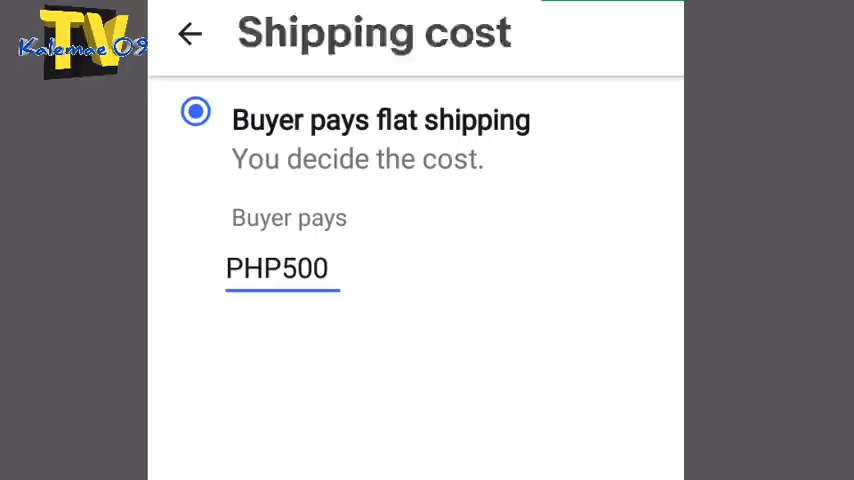 TV
Kalemae 09
Shipping cost
Buyer pays flat shipping
You decide the cost.
Buyer pays
PHP500